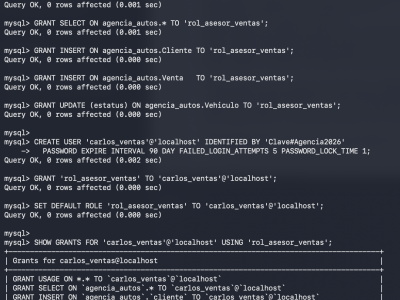 Query OK, 0 rows affected (0.001 sec)
mysql> GRANT SELECT ON agencia_autos.* TO 'rol_asesor_ventas';
Query OK, 0 rows affected (0.001 sec)
mysql> GRANT INSERT ON agencia_autos.Cliente TO 'rol_asesor_ventas';
Query OK, 0 rows affected (0.000 sec)
mysql> GRANT INSERT ON agencia_autos.Venta   TO 'rol_asesor_ventas';
Query OK, 0 rows affected (0.000 sec)
mysql> GRANT UPDATE (estatus) ON agencia_autos.Vehiculo TO 'rol_asesor_ventas';
Query OK, 0 rows affected (0.000 sec)
mysql>
mysql> CREATE USER 'carlos_ventas'@'localhost' IDENTIFIED BY 'Clave#Agencia2026'
    ->   PASSWORD EXPIRE INTERVAL 90 DAY FAILED_LOGIN_ATTEMPTS 5 PASSWORD_LOCK_TIME 1;
Query OK, 0 rows affected (0.002 sec)
mysql> GRANT 'rol_asesor_ventas' TO 'carlos_ventas'@'localhost';
Query OK, 0 rows affected (0.000 sec)
mysql> SET DEFAULT ROLE 'rol_asesor_ventas' TO 'carlos_ventas'@'localhost';
Query OK, 0 rows affected (0.000 sec)
mysql>
mysql> SHOW GRANTS FOR 'carlos_ventas'@'localhost' USING 'rol_asesor_ventas';
| Grants for carlos_ventas@localhost |
| GRANT USAGE ON *.* TO `carlos_ventas`@`localhost` |
| GRANT SELECT ON `agencia_autos`.* TO `carlos_ventas`@`localhost` |
| GRANT INSERT ON `agencia_autos`.`cliente` TO `carlos_ventas`@`localhost` |